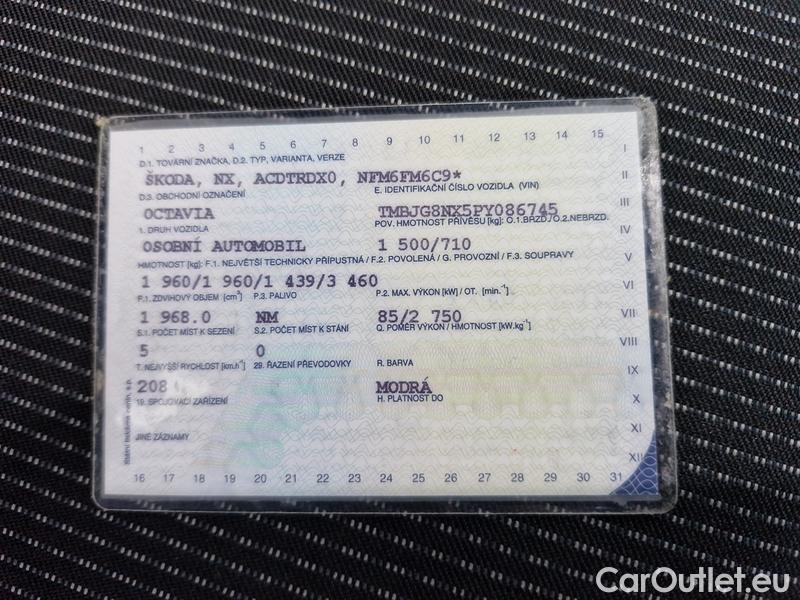 1 2 3 4 5 6 7 8 9 10 11 12 13 14 15
D.1. TOVÁRNÍ ZNAČKA, D.2. TYP, VARIANTA, VERZE
ŠKODA, NX, ACDTRDX0, NFM6FM6C9*
D.3. OBCHODNÍ OZNAČENÍ E. IDENTIFIKAČNÍ ČÍSLO VOZIDLA (VIN)
OCTAVIA TMBJG8NX5PY086745
1. DRUH VOZIDLA POV. HMOTNOST PŘÍVĚSU [kg]: O.1.BRZD./O.2.NEBRZD.
OSOBNÍ AUTOMOBIL 1 500/710
HMOTNOST [kg]: F.1. NEJVĚTŠÍ TECHNICKY PŘÍPUSTNÁ / F.2. POVOLENÁ / G. PROVOZNÍ / F.3. SOUPRAVY
1 960/1 960/1 439/3 460
P.1. ZDVIHOVÝ OBJEM [cm³] P.3. PALIVO P.2. MAX. VÝKON [kW] / OT. [min.⁻¹]
1 968.0 NM 85/2 750
S.1. POČET MÍST K SEZENÍ S.2. POČET MÍST K STÁNÍ Q. POMĚR VÝKON / HMOTNOST [kW.kg⁻¹]
5 0
T. NEJVYŠŠÍ RYCHLOST [km.h⁻¹] 29. ŘAZENÍ PŘEVODOVKY R. BARVA
208 MODRÁ
19. SPOJOVACÍ ZAŘÍZENÍ H. PLATNOST DO
JINÉ ZÁZNAMY
16 17 18 19 20 21 22 23 24 25 26 27 28 29 30 31
I
II
III
IV
V
VI
VII
VIII
IX
X
XI
XII
CarOutlet.eu